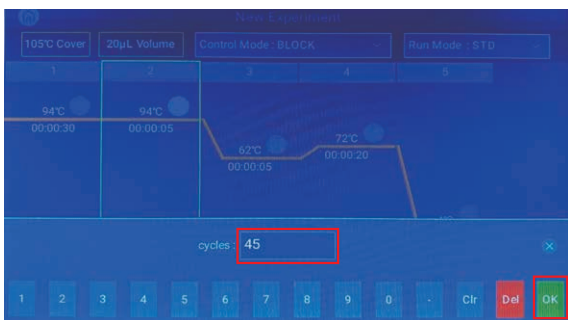 New Experiment
105℃ Cover 20μL Volume Control Mode : BLOCK Run Mode : STD
1 2 3 4 5
94℃ 94℃
00:00:30 00:00:05
72℃
62℃ 00:00:20
00:00:05
cycles : 45
1 2 3 4 5 6 7 8 9 0 . Clr Del OK